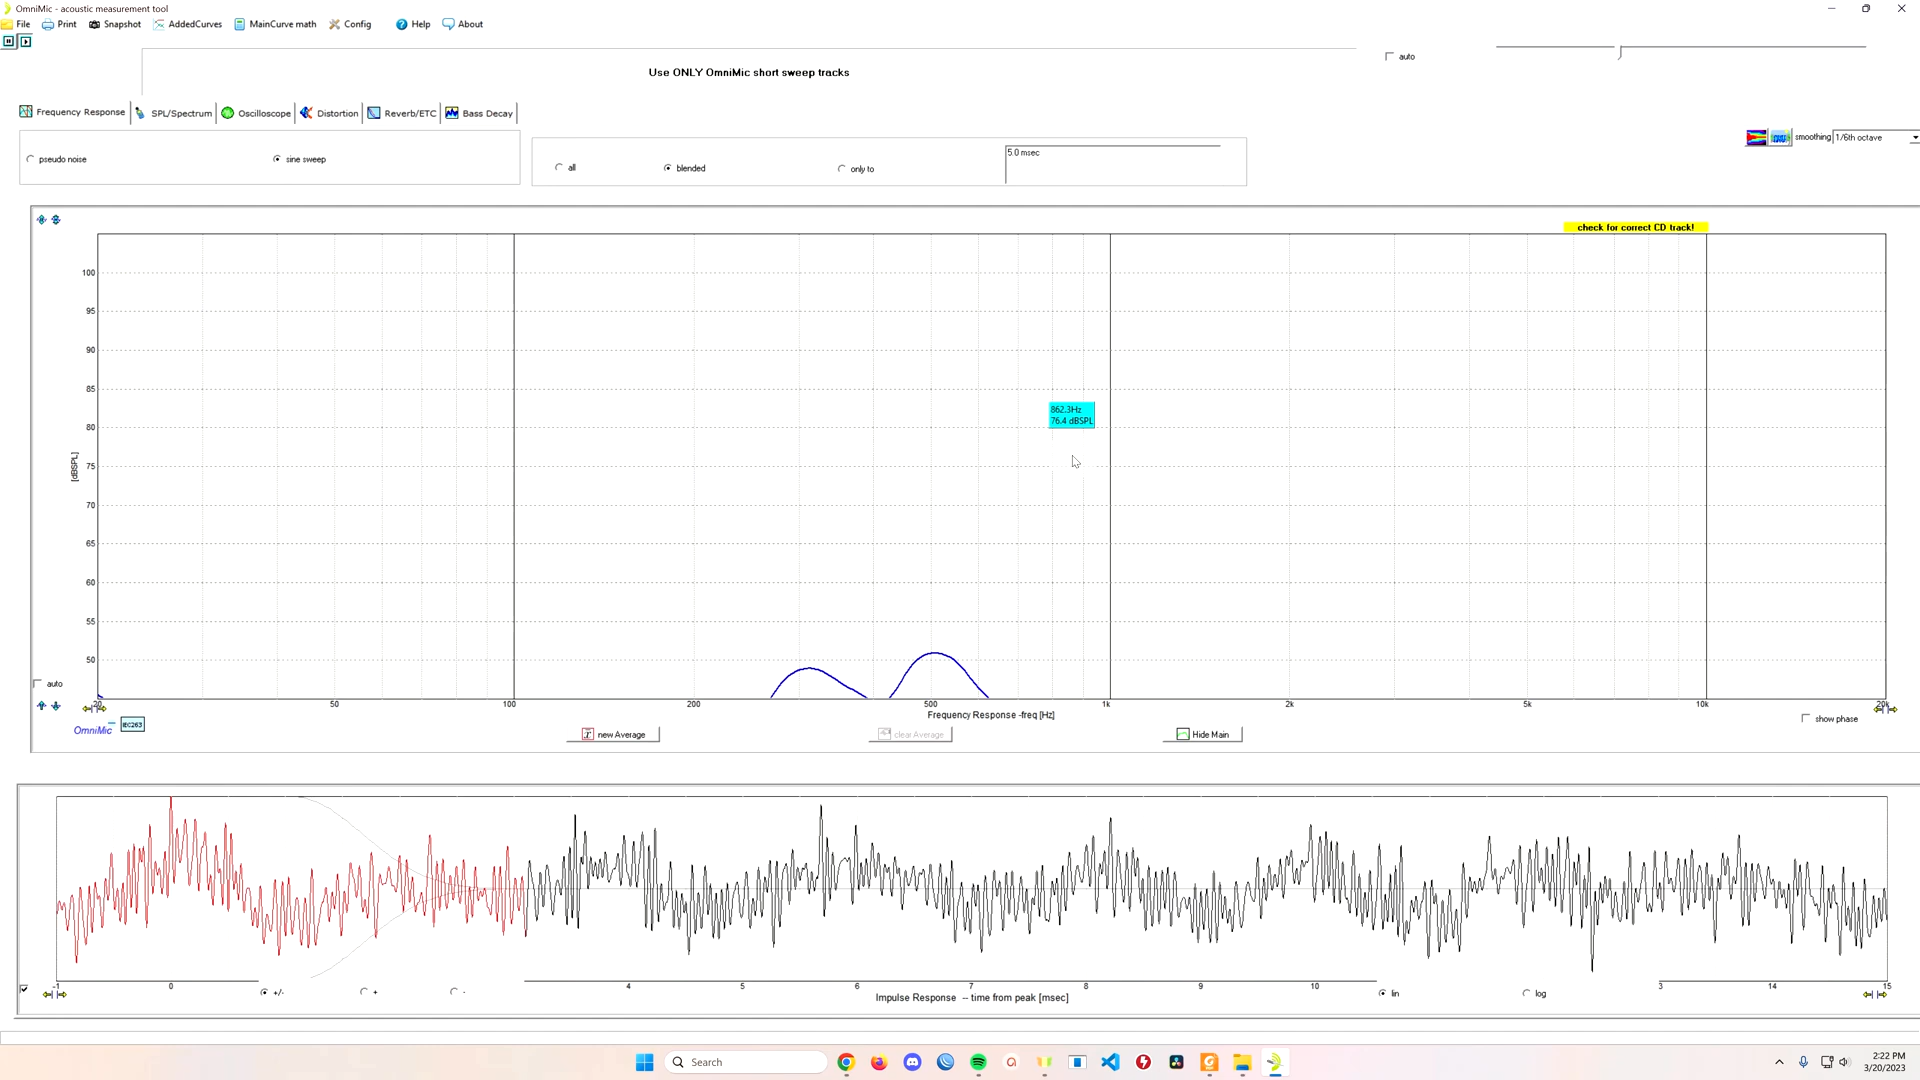 OmniMic - acoustic measurement tool
File Print Snapshot AddedCurves MainCurve math Config Help About
auto
Use ONLY OmniMic short sweep tracks
Frequency Response SPL/Spectrum Oscilloscope Distortion Reverb/ETC Bass Decay
smoothing 1/6th octave
pseudo noise sine sweep
all blended only to 5.0 msec
check for correct CD track!
100
95
90
85
862.3Hz
76.4 dBSPL
80
[dBSPL]
75
70
65
60
55
50
auto
20 50 100 200 500 1k 2k 5k 10k 20k
Frequency Response -freq [Hz]
show phase
OmniMic IEC263
new Average clear Average Hide Main
-1 0 4 5 6 7 8 9 10 3 14 15
+/- + - lin log
Impulse Response -- time from peak [msec]
Search
2:22 PM
3/20/2023